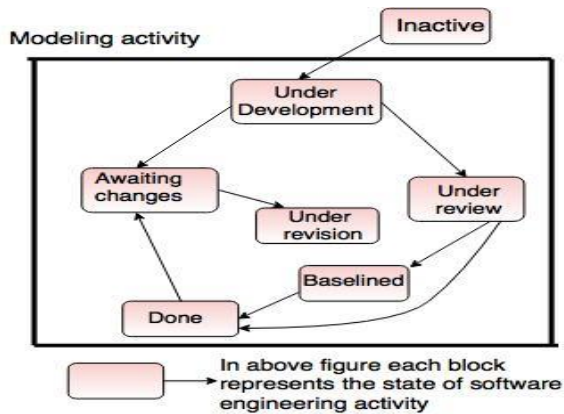 Inactive
Modeling activity
Under
Development
Awaiting
changes
Under
review
Under
revision
Baselined
Done
In above figure each block
represents the state of software
engineering activity